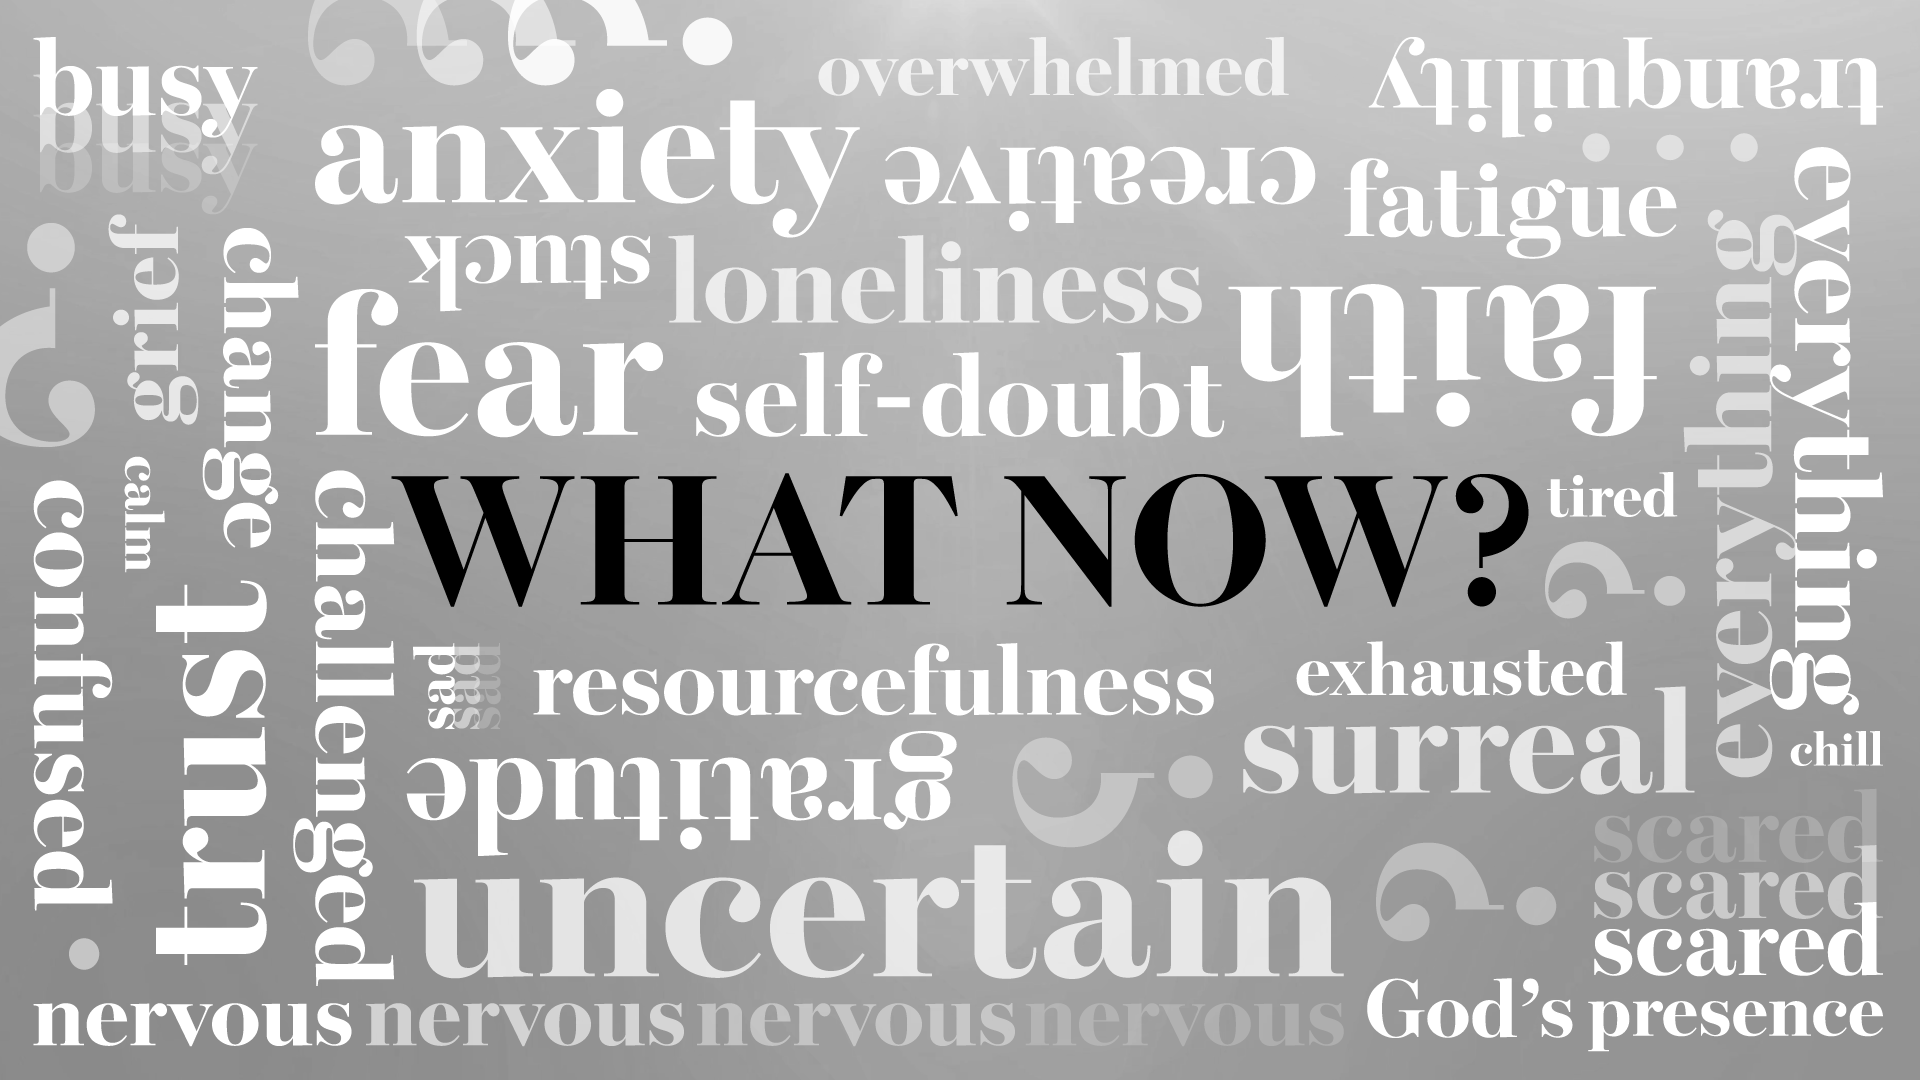 busy
busy
busy
overwhelmed
tranquility
anxiety
creative
fatigue
grief
change
stuck
loneliness
faith
everything
everything
fear
self-doubt
calm
confused
challenged
WHAT NOW?
tired
trust
sad
sad
sad
resourcefulness
exhausted
surreal
chill
gratitude
? ?
uncertain
scared
scared
scared
nervous nervous nervous nervous
God’s presence